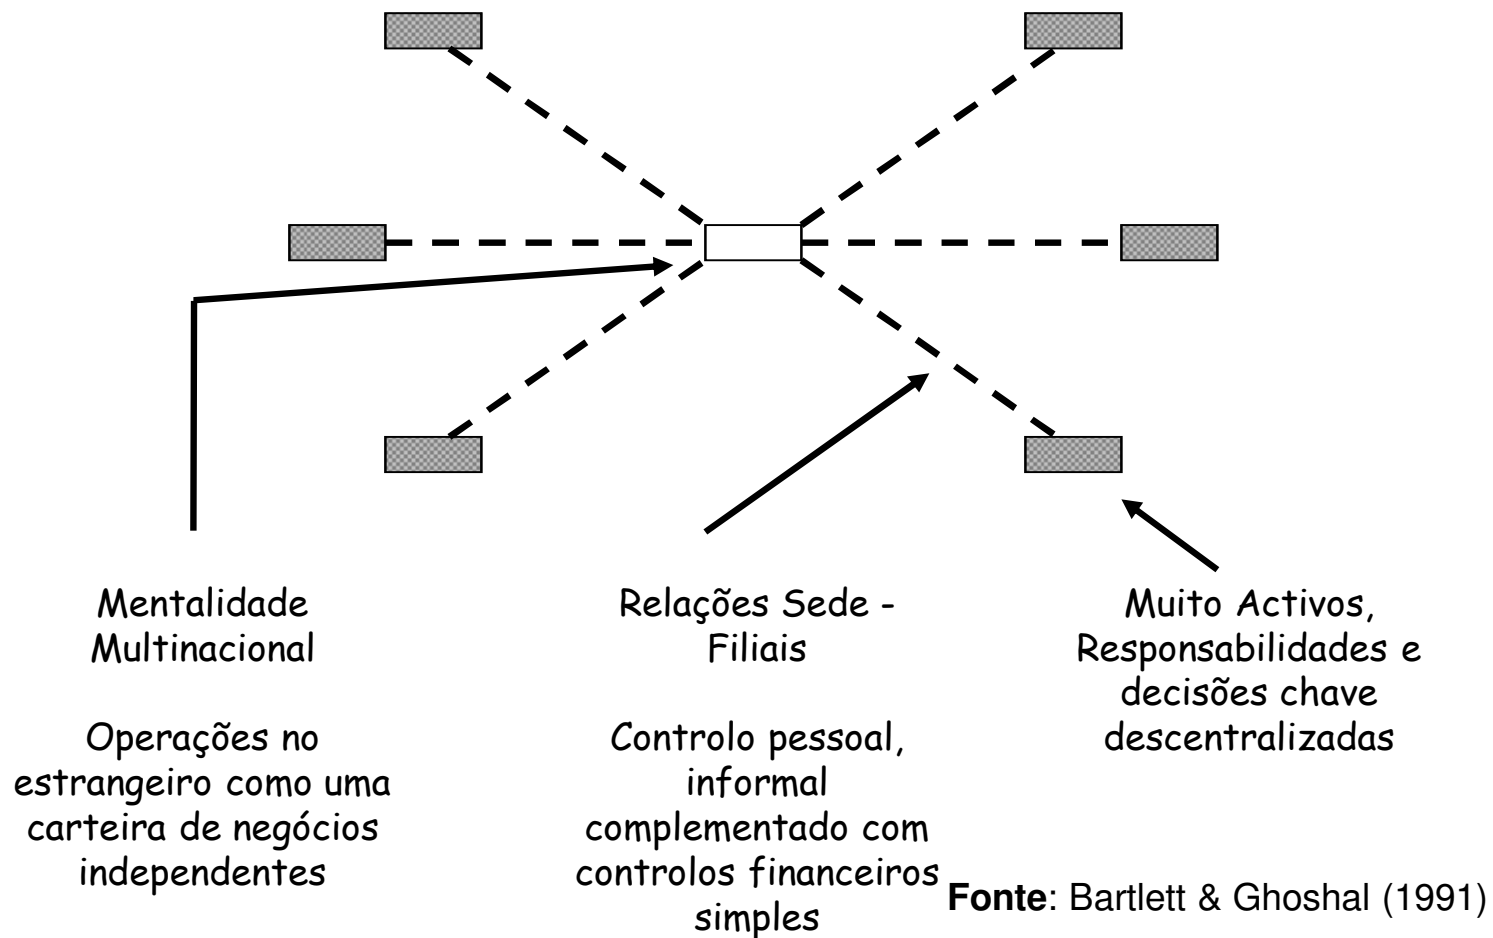 Mentalidade
Multinacional
Operações no
estrangeiro como uma
carteira de negócios
independentes
Relações Sede -
Filiais
Controlo pessoal,
informal
complementado com
controlos financeiros
simples
Muito Activos,
Responsabilidades e
decisões chave
descentralizadas
Fonte: Bartlett & Ghoshal (1991)